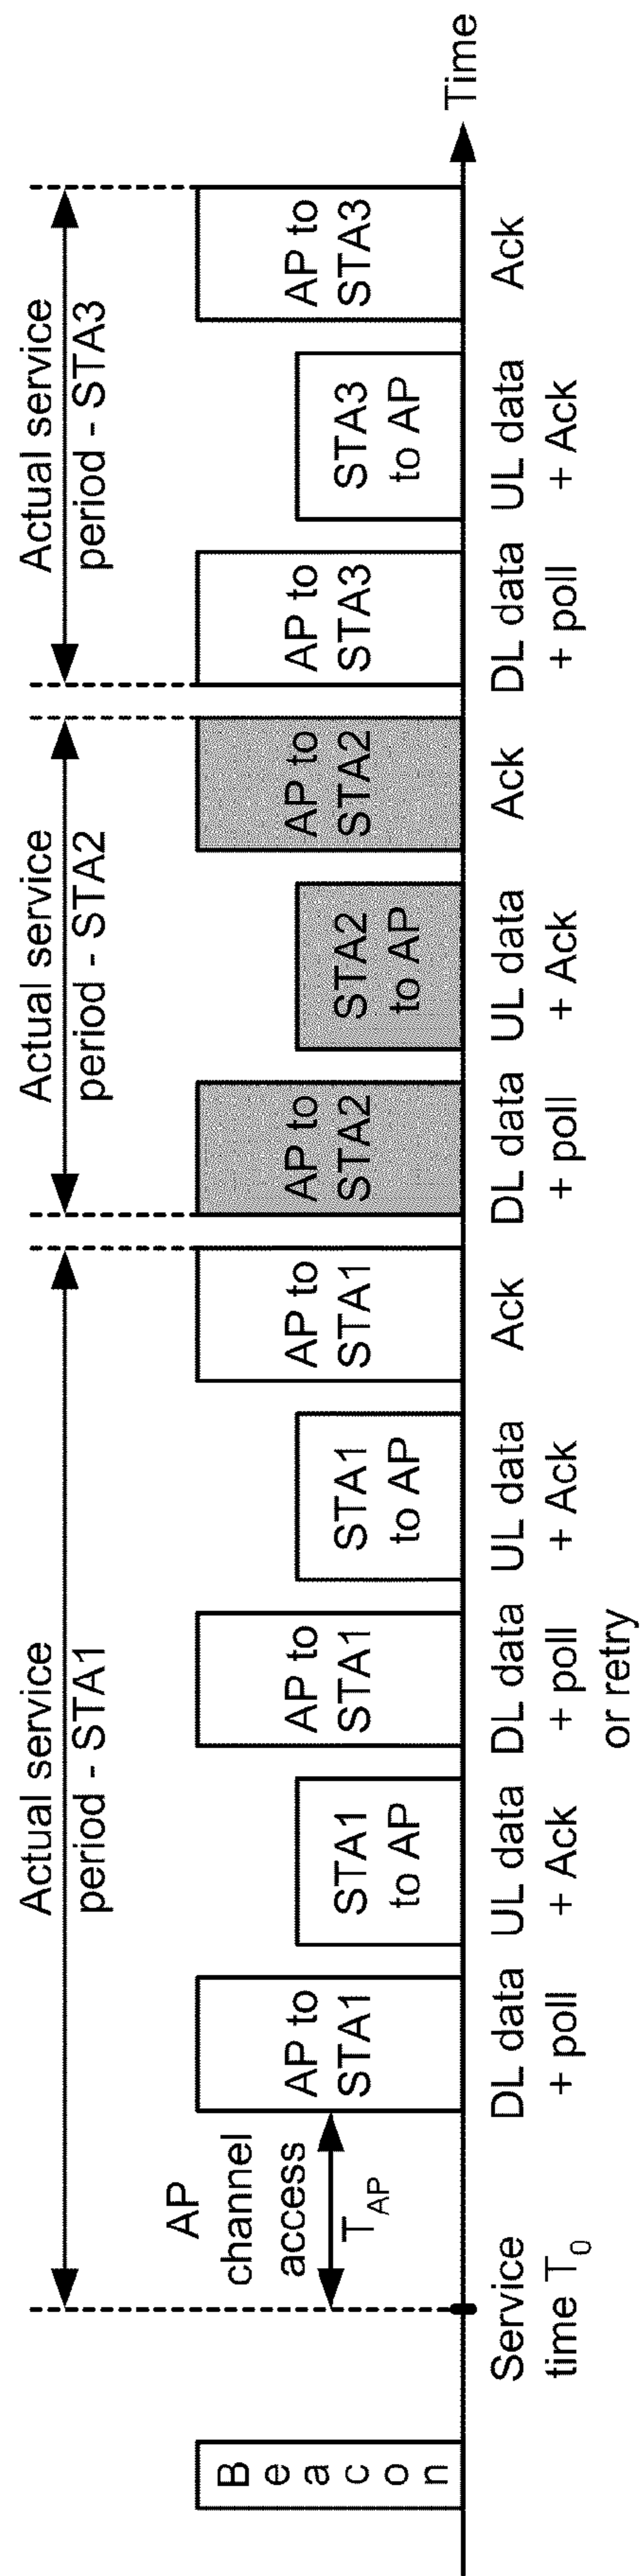 Actual service
period - STA1
Actual service
period - STA2
Actual service
period - STA3
Beacon
AP
channel
access
T_AP
AP to
STA1
STA1
to AP
AP to
STA1
STA1
to AP
AP to
STA1
AP to
STA2
STA2
to AP
AP to
STA2
AP to
STA3
STA3
to AP
AP to
STA3
Time
Service
time T_0
DL data
+ poll
UL data
+ Ack
DL data
+ poll
or retry
UL data
+ Ack
Ack
DL data
+ poll
UL data
+ Ack
Ack
DL data
+ poll
UL data
+ Ack
Ack